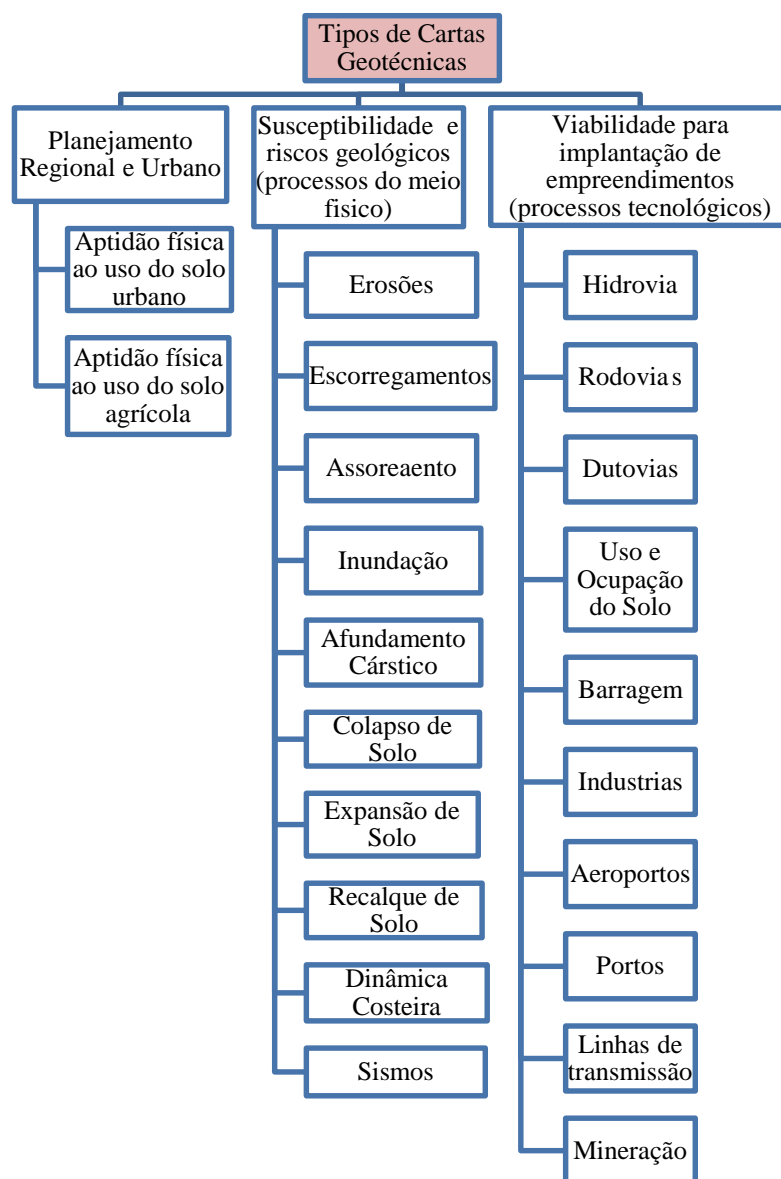 Tipos de Cartas
Geotécnicas
Planejamento
Regional e Urbano
Aptidão física
ao uso do solo
urbano
Aptidão física
ao uso do solo
agrícola
Susceptibilidade e
riscos geológicos
(processos do meio
fisico)
Erosões
Escorregamentos
Assoreaento
Inundação
Afundamento
Cárstico
Colapso de
Solo
Expansão de
Solo
Recalque de
Solo
Dinâmica
Costeira
Sismos
Viabilidade para
implantação de
empreendimentos
(processos tecnológicos)
Hidrovia
Rodovias
Dutovias
Uso e
Ocupação
do Solo
Barragem
Industrias
Aeroportos
Portos
Linhas de
transmissão
Mineração